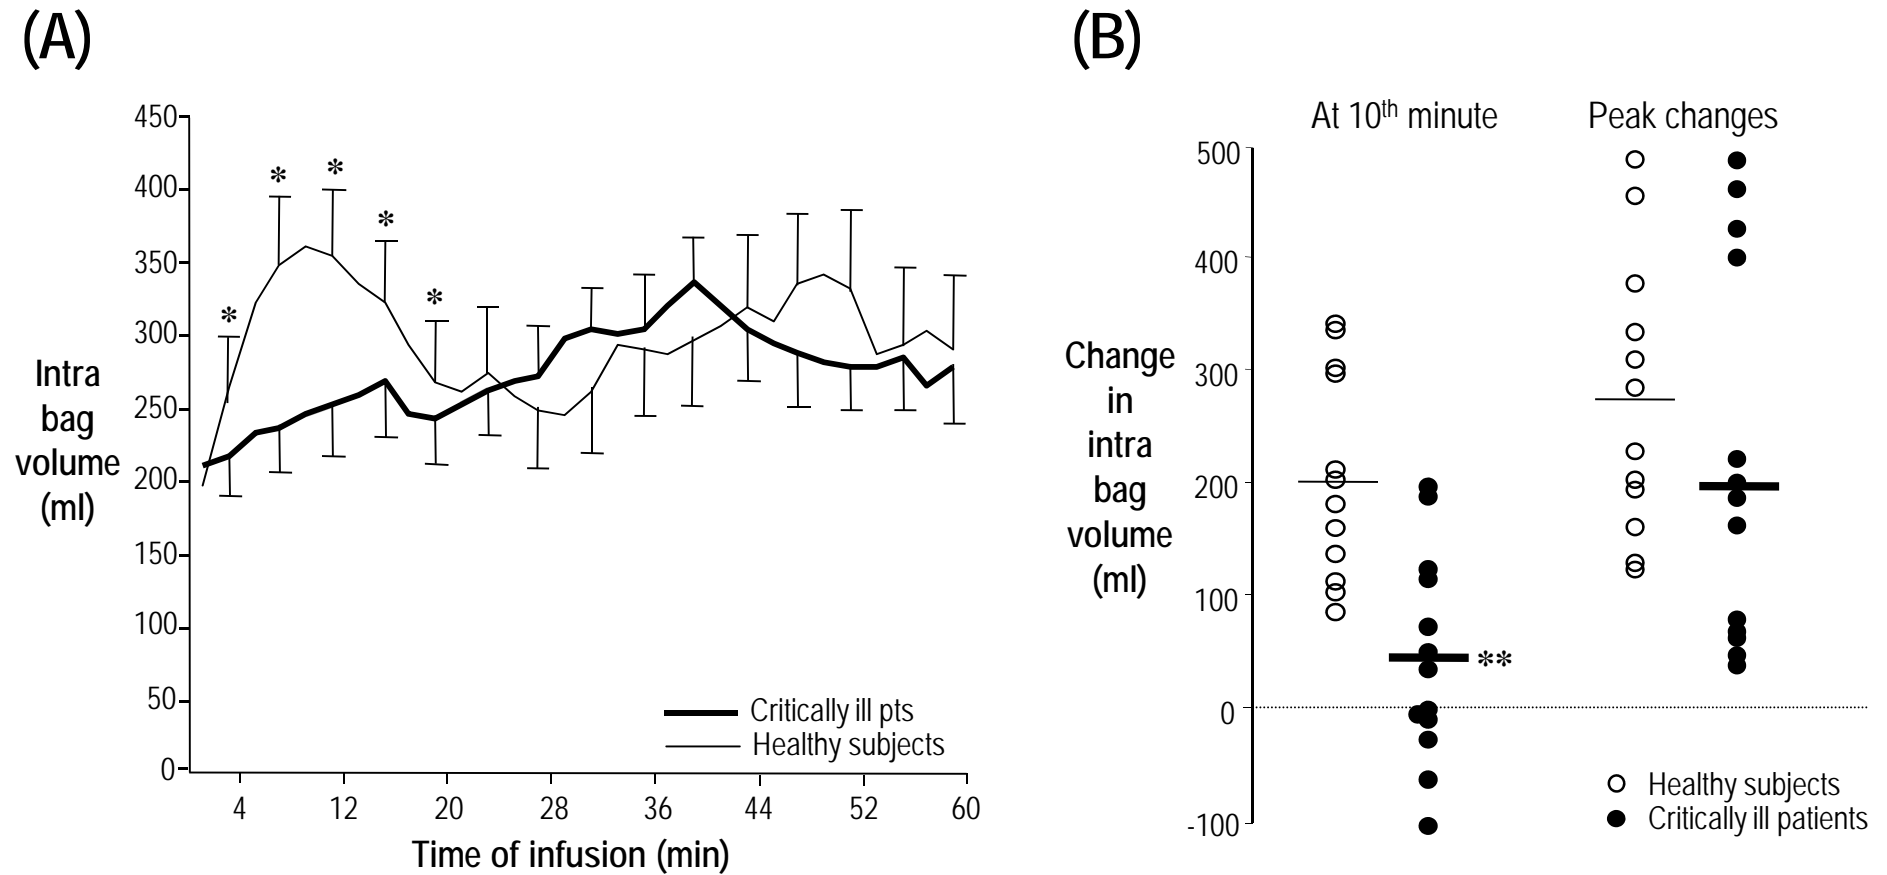 (A)
450
400
350
300
250
200
150
100
50
0
*
*
*
*
*
Intra
bag
volume
(ml)
Critically ill pts
Healthy subjects
4 12 20 28 36 44 52 60
Time of infusion (min)
(B)
At 10th minute Peak changes
500
400
300
200
100
0
-100
Change
in
intra
bag
volume
(ml)
**
Healthy subjects
Critically ill patients